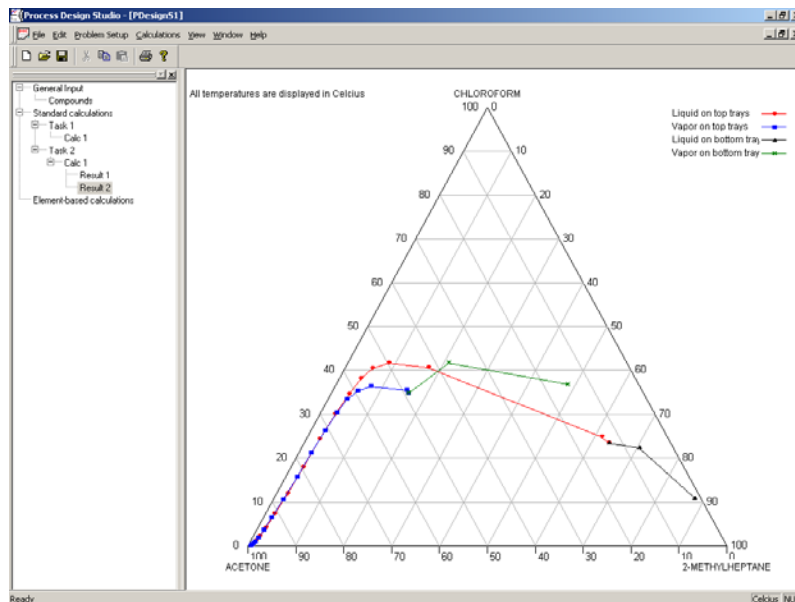 Process Design Studio - [PDesignS1]
File Edit Problem Setup Calculations View Window Help
General Input
Compounds
Standard calculations
Task 1
Calc 1
Task 2
Calc 1
Result 1
Result 2
Element-based calculations
All temperatures are displayed in Celcius
CHLOROFORM
Liquid on top trays
Vapor on top trays
Liquid on bottom tray
Vapor on bottom tray
100 0
90 10
80 20
70 30
60 40
50 50
40 60
30 70
20 80
10 90
0 100 90 80 70 60 50 40 30 20 10 0 100
ACETONE 2-METHYLHEPTANE
Ready Celcius NU